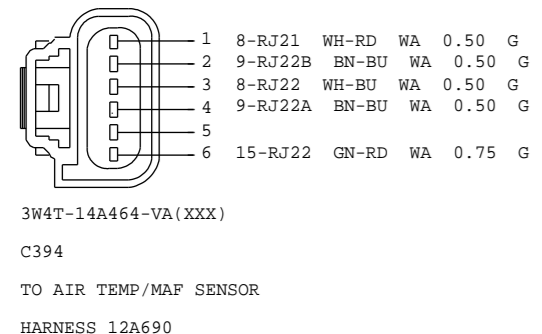 1 8-RJ21 WH-RD WA 0.50 G
2 9-RJ22B BN-BU WA 0.50 G
3 8-RJ22 WH-BU WA 0.50 G
4 9-RJ22A BN-BU WA 0.50 G
5
6 15-RJ22 GN-RD WA 0.75 G
3W4T-14A464-VA(XXX)
C394
TO AIR TEMP/MAF SENSOR
HARNESS 12A690